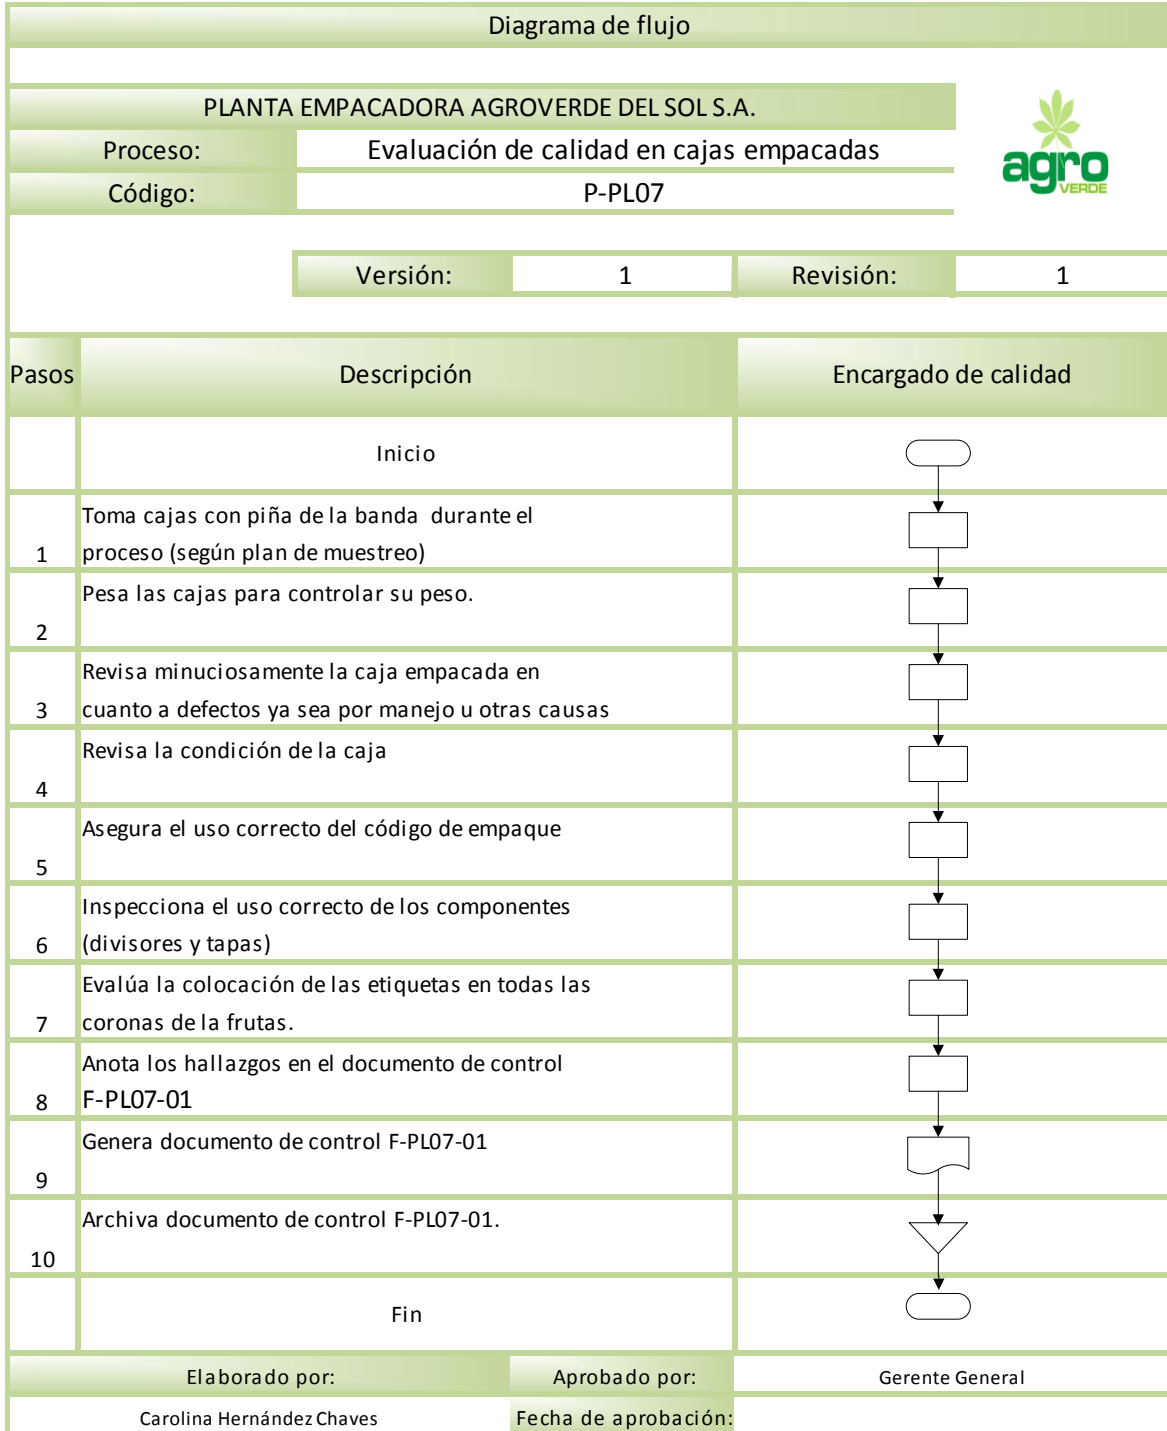 Diagrama de flujo
PLANTA EMPACADORA AGROVERDE DEL SOL S.A.
Proceso: Evaluación de calidad en cajas empacadas
agro
VERDE
Código: P-PL07
Versión: 1 Revisión: 1
Pasos Descripción Encargado de calidad
Inicio
Toma cajas con piña de la banda durante el
1 proceso (según plan de muestreo)
Pesa las cajas para controlar su peso.
2
Revisa minuciosamente la caja empacada en
3 cuanto a defectos ya sea por manejo u otras causas
Revisa la condición de la caja
4
Asegura el uso correcto del código de empaque
5
Inspecciona el uso correcto de los componentes
6 (divisores y tapas)
Evalúa la colocación de las etiquetas en todas las
7 coronas de la frutas.
Anota los hallazgos en el documento de control
8 F-PL07-01
Genera documento de control F-PL07-01
9
Archiva documento de control F-PL07-01.
10
Fin
Elaborado por: Aprobado por: Gerente General
Carolina Hernández Chaves Fecha de aprobación: